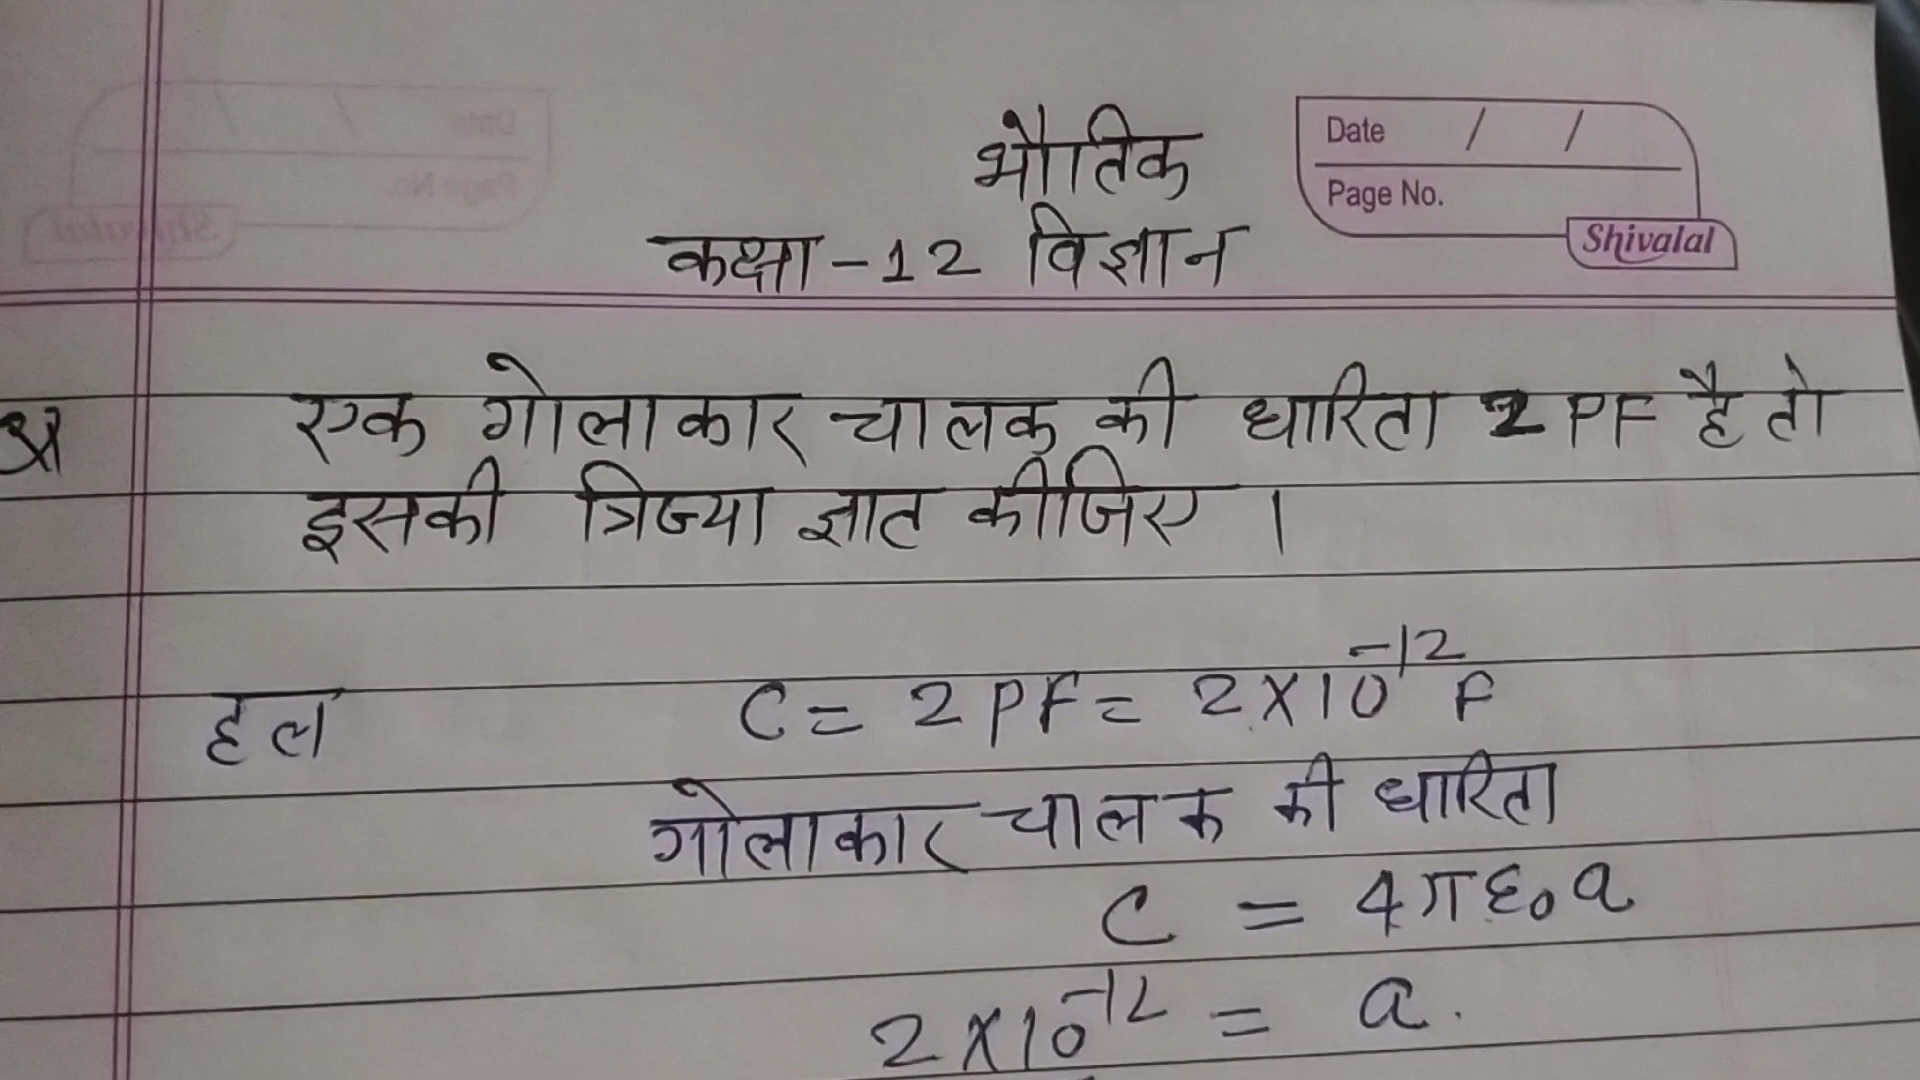 भौतिक
Date / /
Page No.
Shivalal
कक्षा - 12 विज्ञान
प्र एक गोलाकार चालक की धारिता 2 PF है तो
इसकी त्रिज्या ज्ञात कीजिए ।
हल C = 2 PF = 2 X 10⁻¹² F
गोलाकार चालक की धारिता
C = 4πε₀ a
2 X 10⁻¹² = a.